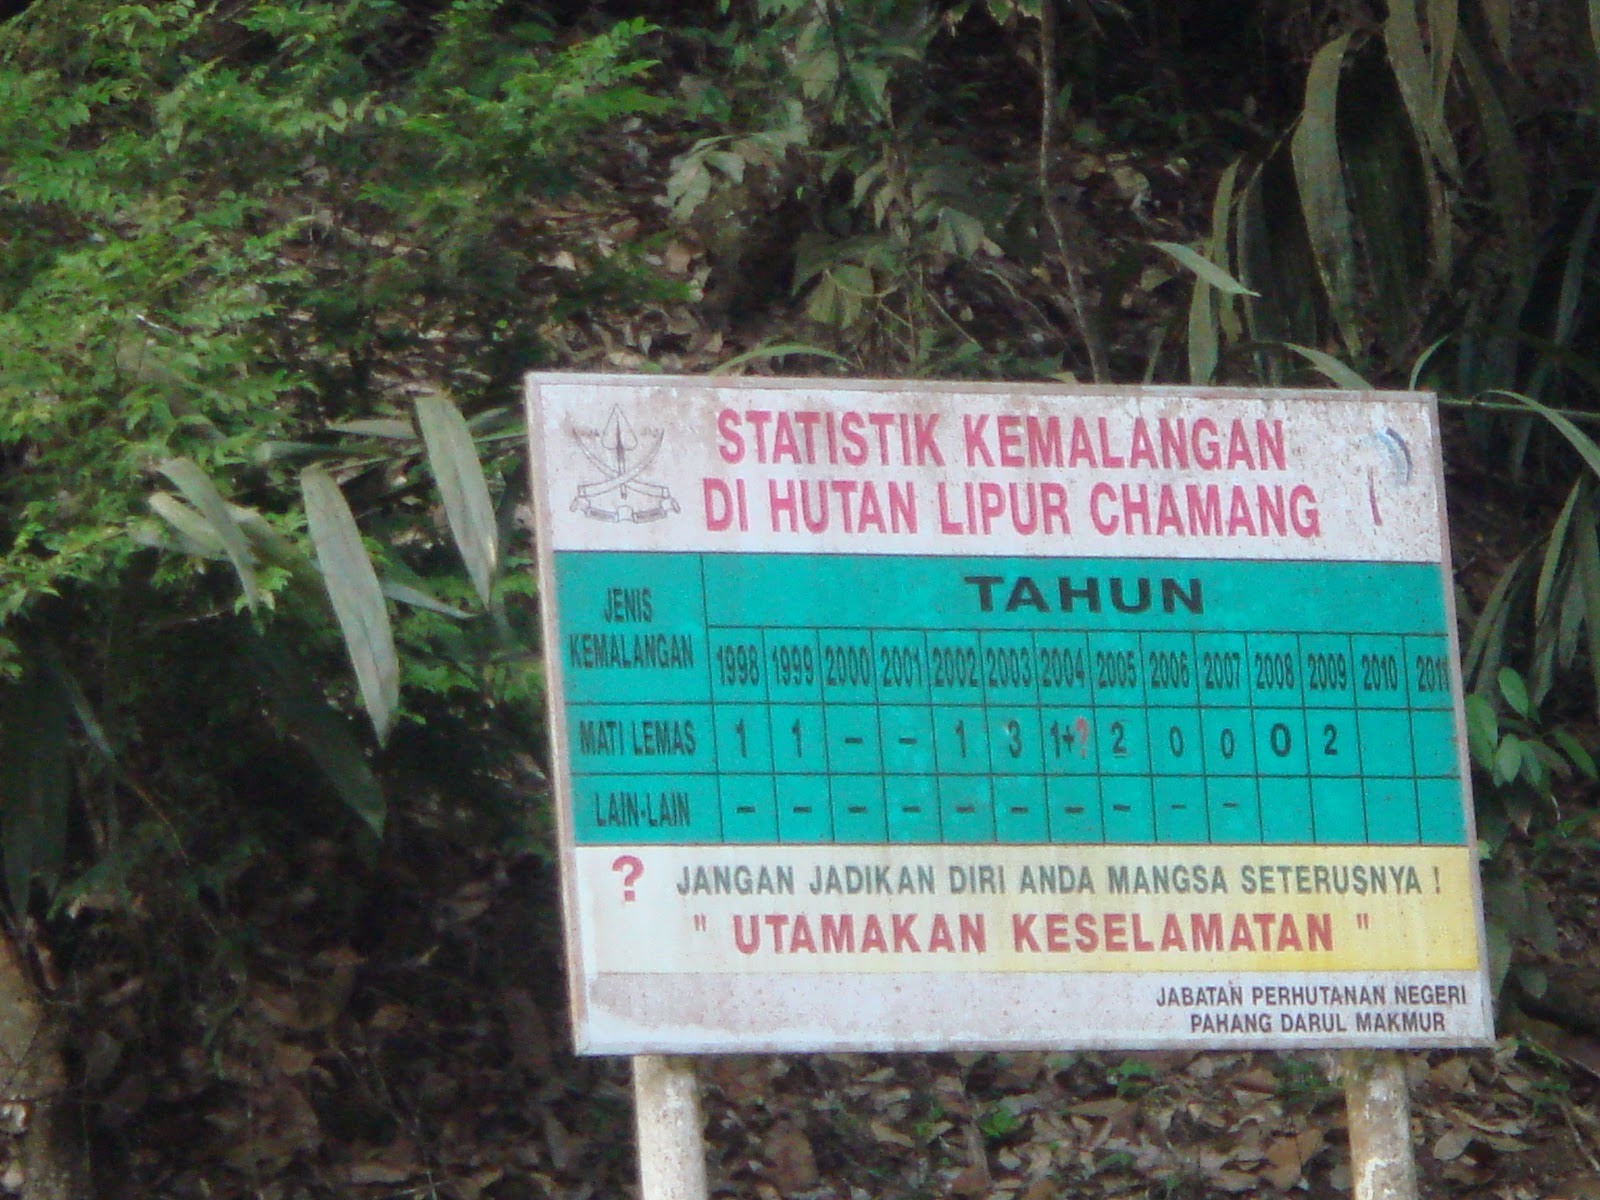 STATISTIK KEMALANGAN
DI HUTAN LIPUR CHAMANG
JENIS KEMALANGAN
TAHUN
1998 1999 2000 2001 2002 2003 2004 2005 2006 2007 2008 2009 2010 2011
MATI LEMAS 1 1 – – 1 3 1+? 2 0 0 0 2
LAIN-LAIN – – – – – – – – – –
? JANGAN JADIKAN DIRI ANDA MANGSA SETERUSNYA !
" UTAMAKAN KESELAMATAN "
JABATAN PERHUTANAN NEGERI
PAHANG DARUL MAKMUR